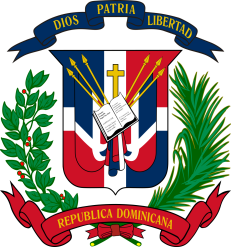 DIOS PATRIA LIBERTAD
REPUBLICA DOMINICANA